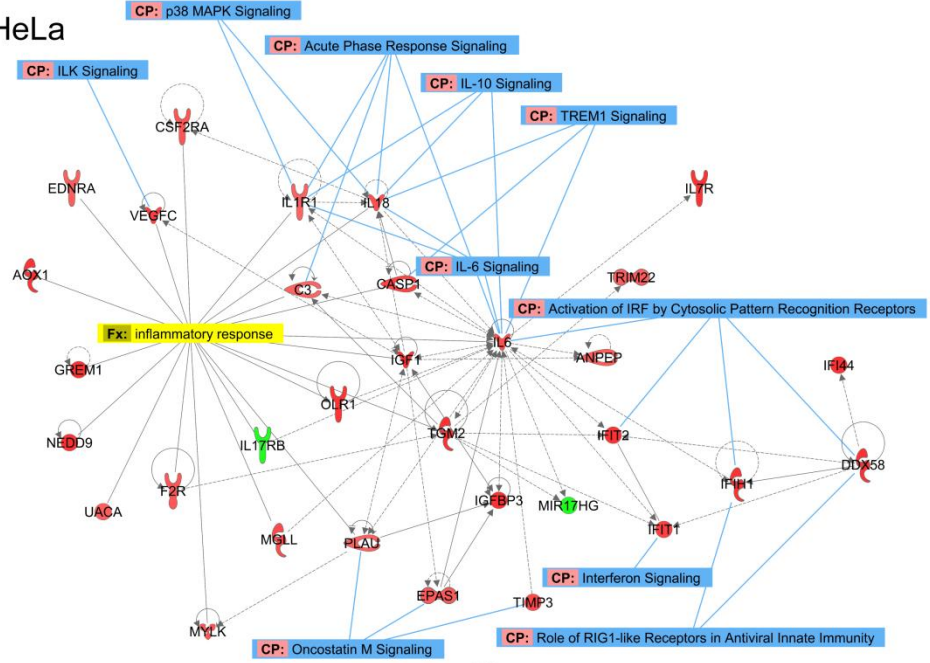 HeLa
CP: p38 MAPK Signaling
CP: Acute Phase Response Signaling
CP: ILK Signaling
CP: IL-10 Signaling
CP: TREM1 Signaling
CSF2RA
EDNRA
VEGFC
IL1R1
IL18
IL7R
AOX1
C3
CASP1
CP: IL-6 Signaling
TRIM22
CP: Activation of IRF by Cytosolic Pattern Recognition Receptors
Fx: inflammatory response
IL6
GREM1
IGF1
ANPEP
IFI44
OLR1
NEDD9
IL17RB
TGM2
IFIT2
DDX58
F2R
IFIH1
UACA
IGFBP3
MIR17HG
MGLL
PLAU
IFIT1
CP: Interferon Signaling
EPAS1
TIMP3
MYLK
CP: Oncostatin M Signaling
CP: Role of RIG1-like Receptors in Antiviral Innate Immunity